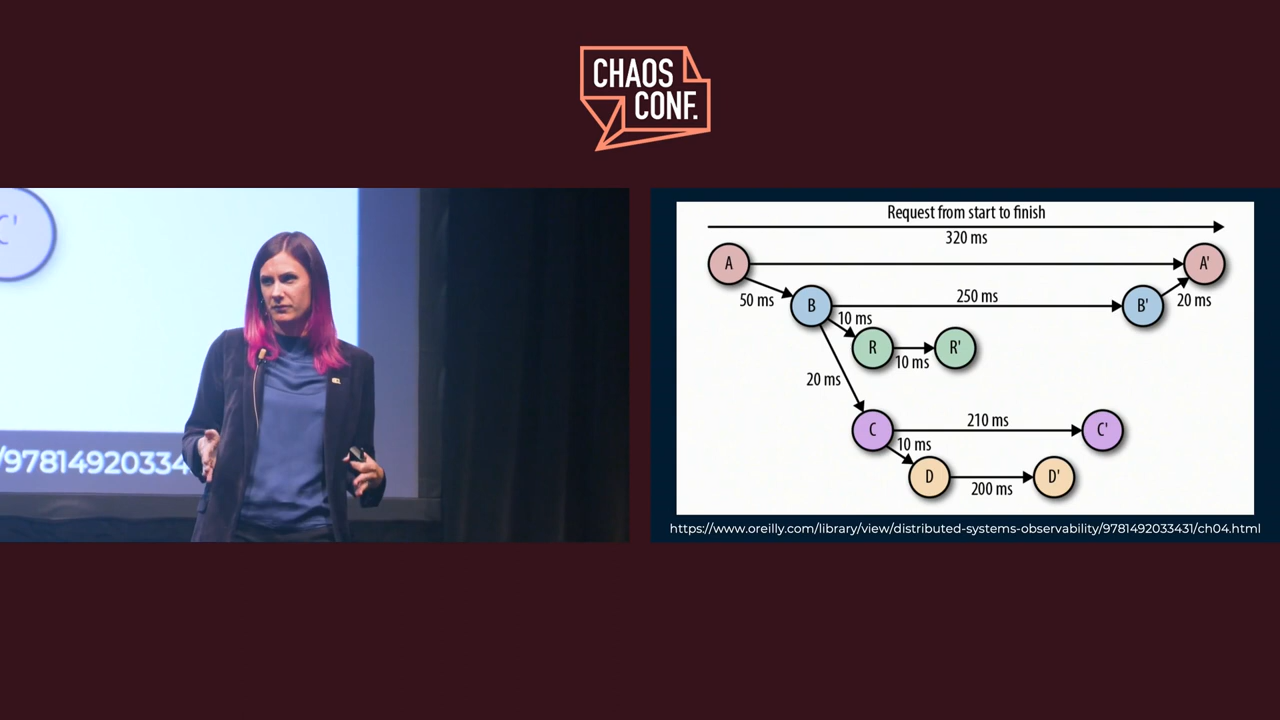 CHAOS
CONF.
C'
/97814920334
Request from start to finish
320 ms
A
A'
50 ms
B
250 ms
B'
20 ms
10 ms
R
R'
10 ms
20 ms
C
210 ms
C'
10 ms
D
D'
200 ms
https://www.oreilly.com/library/view/distributed-systems-observability/9781492033431/ch04.html